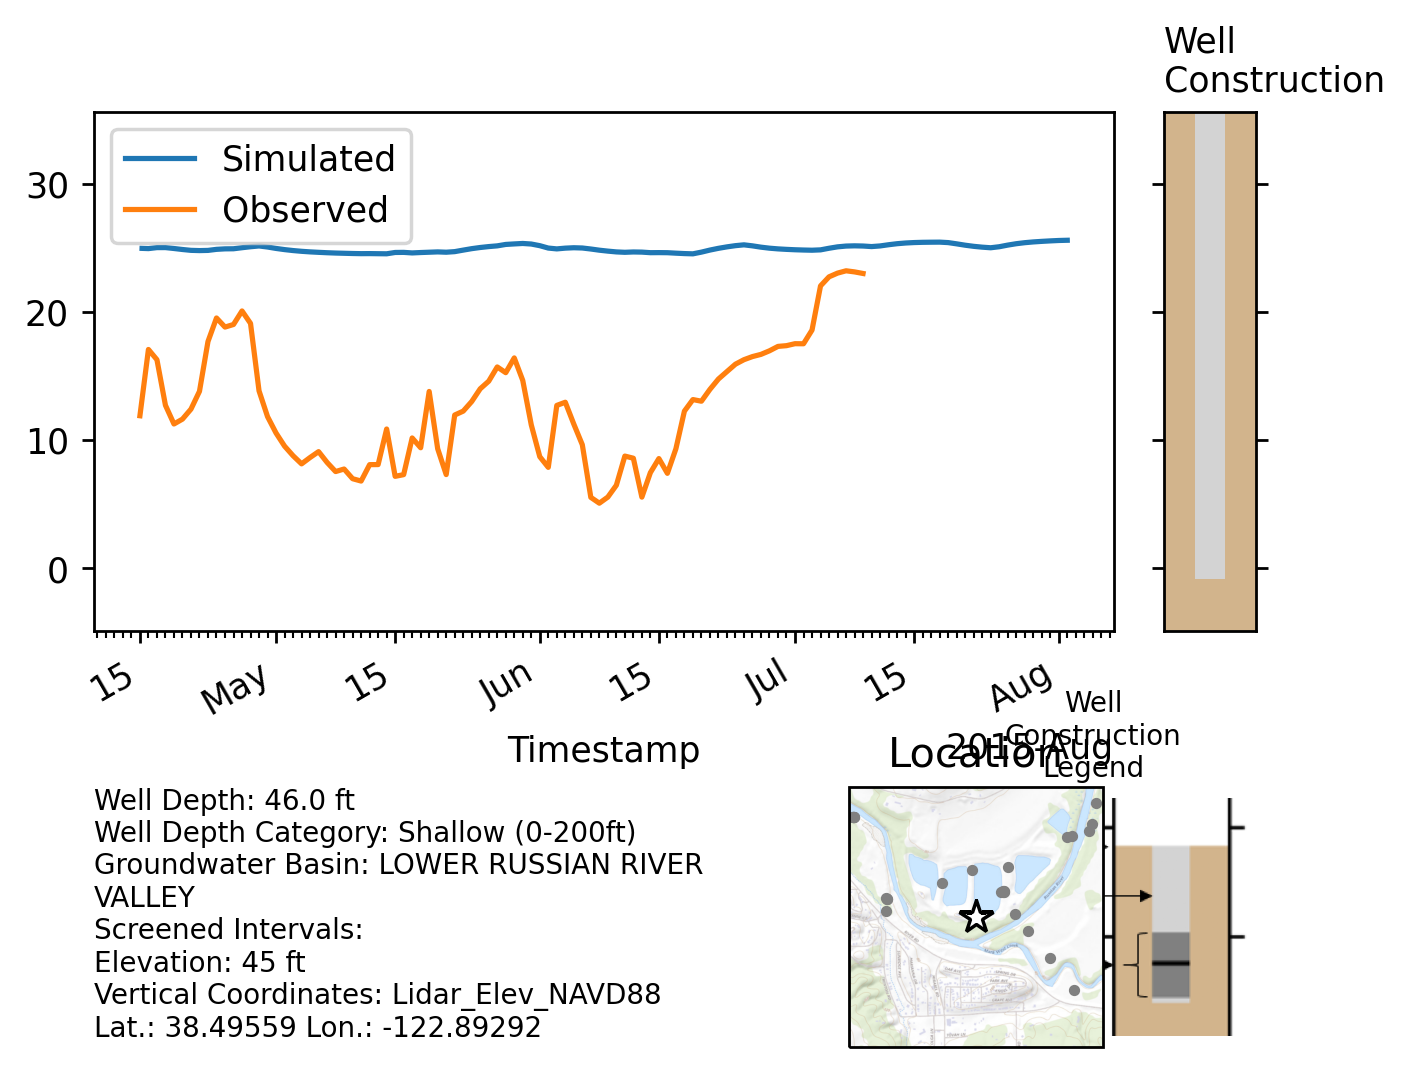 Well
Construction
Simulated
Observed
30
20
10
0
15
May
15
Jun
15
Jul
15
Aug
Timestamp
2015-Aug
Location
Well
Construction
Legend
Well Depth: 46.0 ft
Well Depth Category: Shallow (0-200ft)
Groundwater Basin: LOWER RUSSIAN RIVER
VALLEY
Screened Intervals:
Elevation: 45 ft
Vertical Coordinates: Lidar_Elev_NAVD88
Lat.: 38.49559 Lon.: -122.89292